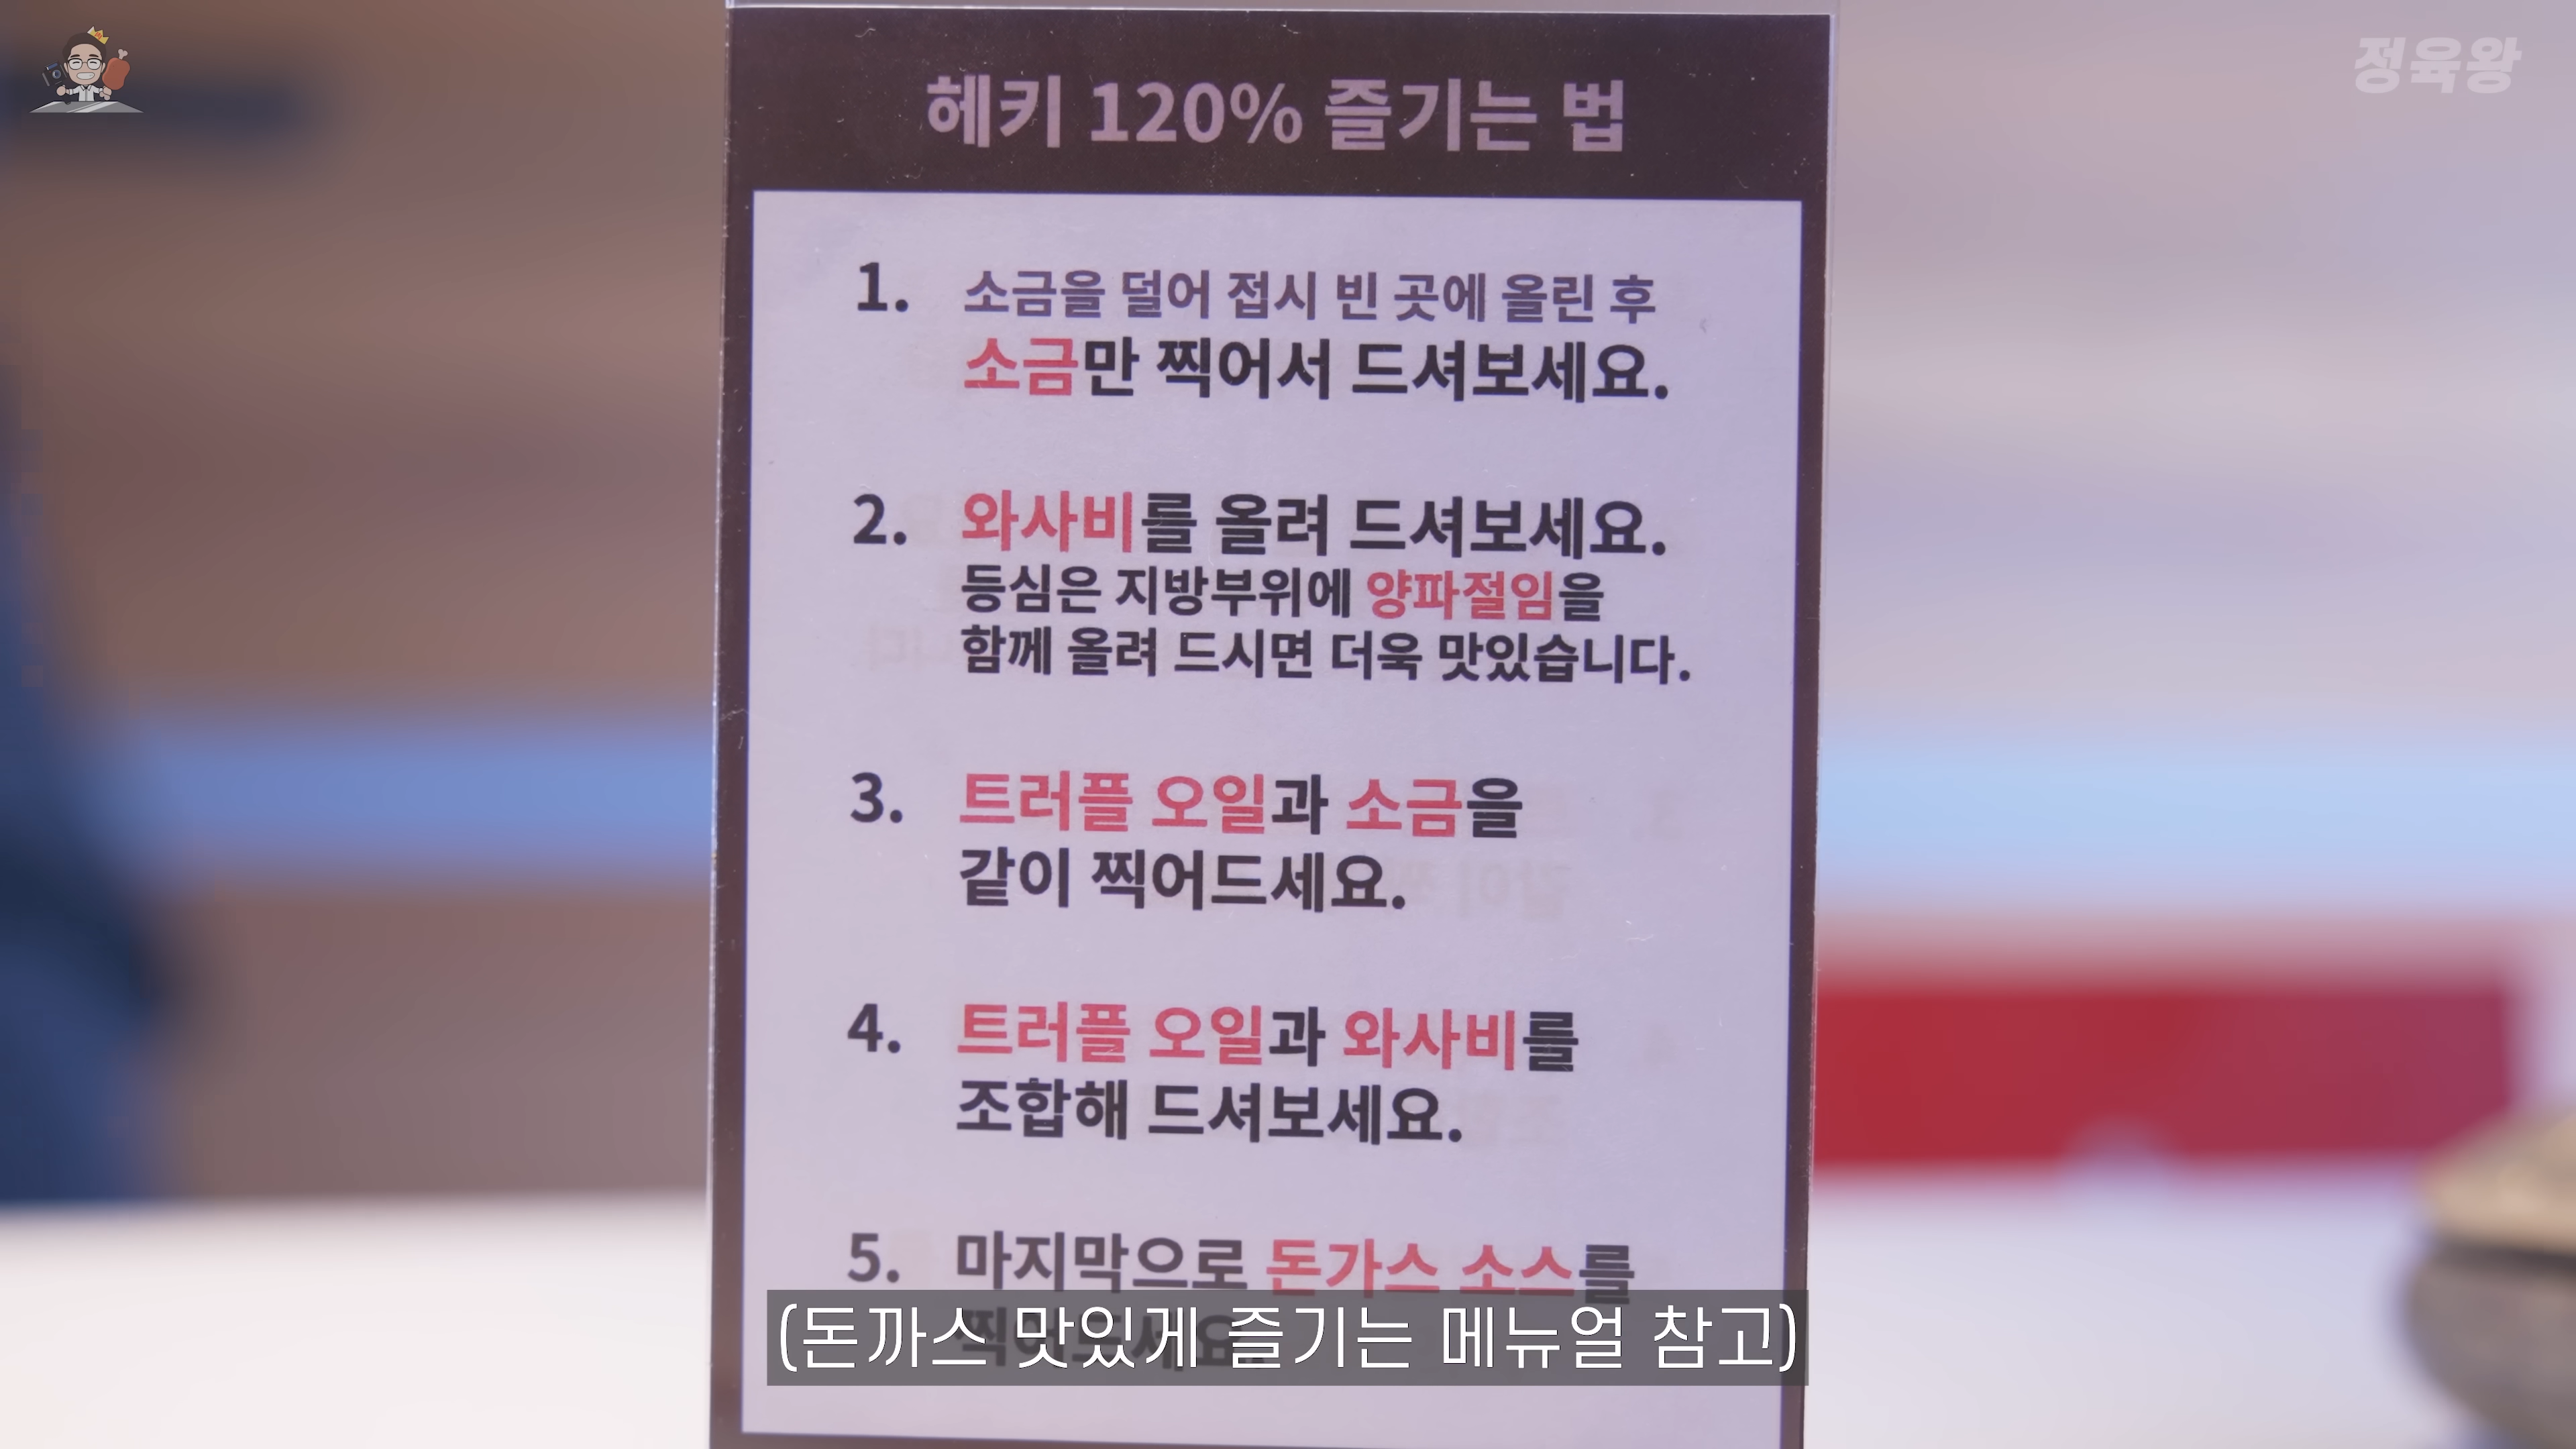 정육왕
헤키 120% 즐기는 법
1. 소금을 덜어 접시 빈 곳에 올린 후
소금만 찍어서 드셔보세요.
2. 와사비를 올려 드셔보세요.
등심은 지방부위에 양파절임을
함께 올려 드시면 더욱 맛있습니다.
3. 트러플 오일과 소금을
같이 찍어드세요.
4. 트러플 오일과 와사비를
조합해 드셔보세요.
5. 마지막으로 돈가스 소스를
찍어드세요.
(돈까스 맛있게 즐기는 메뉴얼 참고)